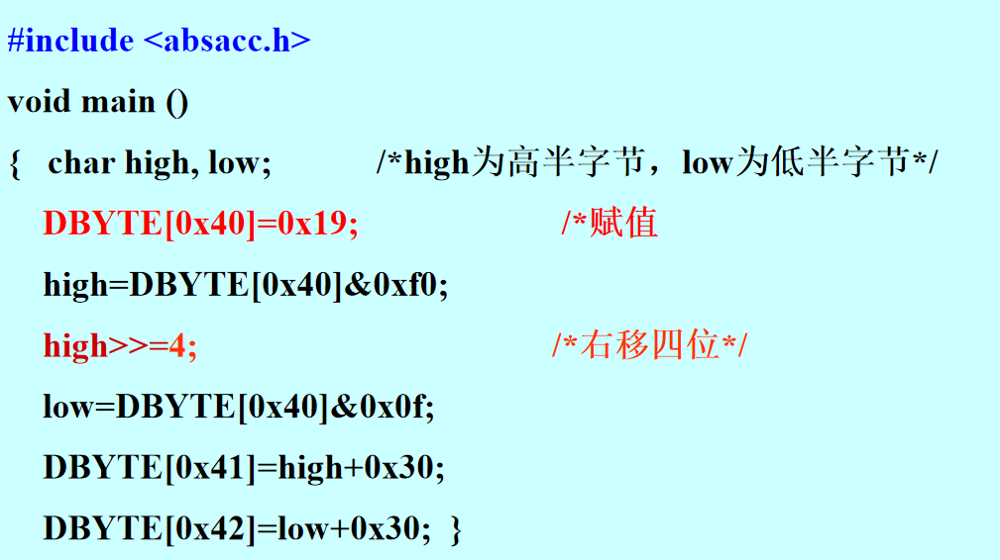 #include <absacc.h>
void main ()
{ char high, low; /*high为高半字节，low为低半字节*/
DBYTE[0x40]=0x19; /*赋值
high=DBYTE[0x40]&0xf0;
high>>=4; /*右移四位*/
low=DBYTE[0x40]&0x0f;
DBYTE[0x41]=high+0x30;
DBYTE[0x42]=low+0x30; }